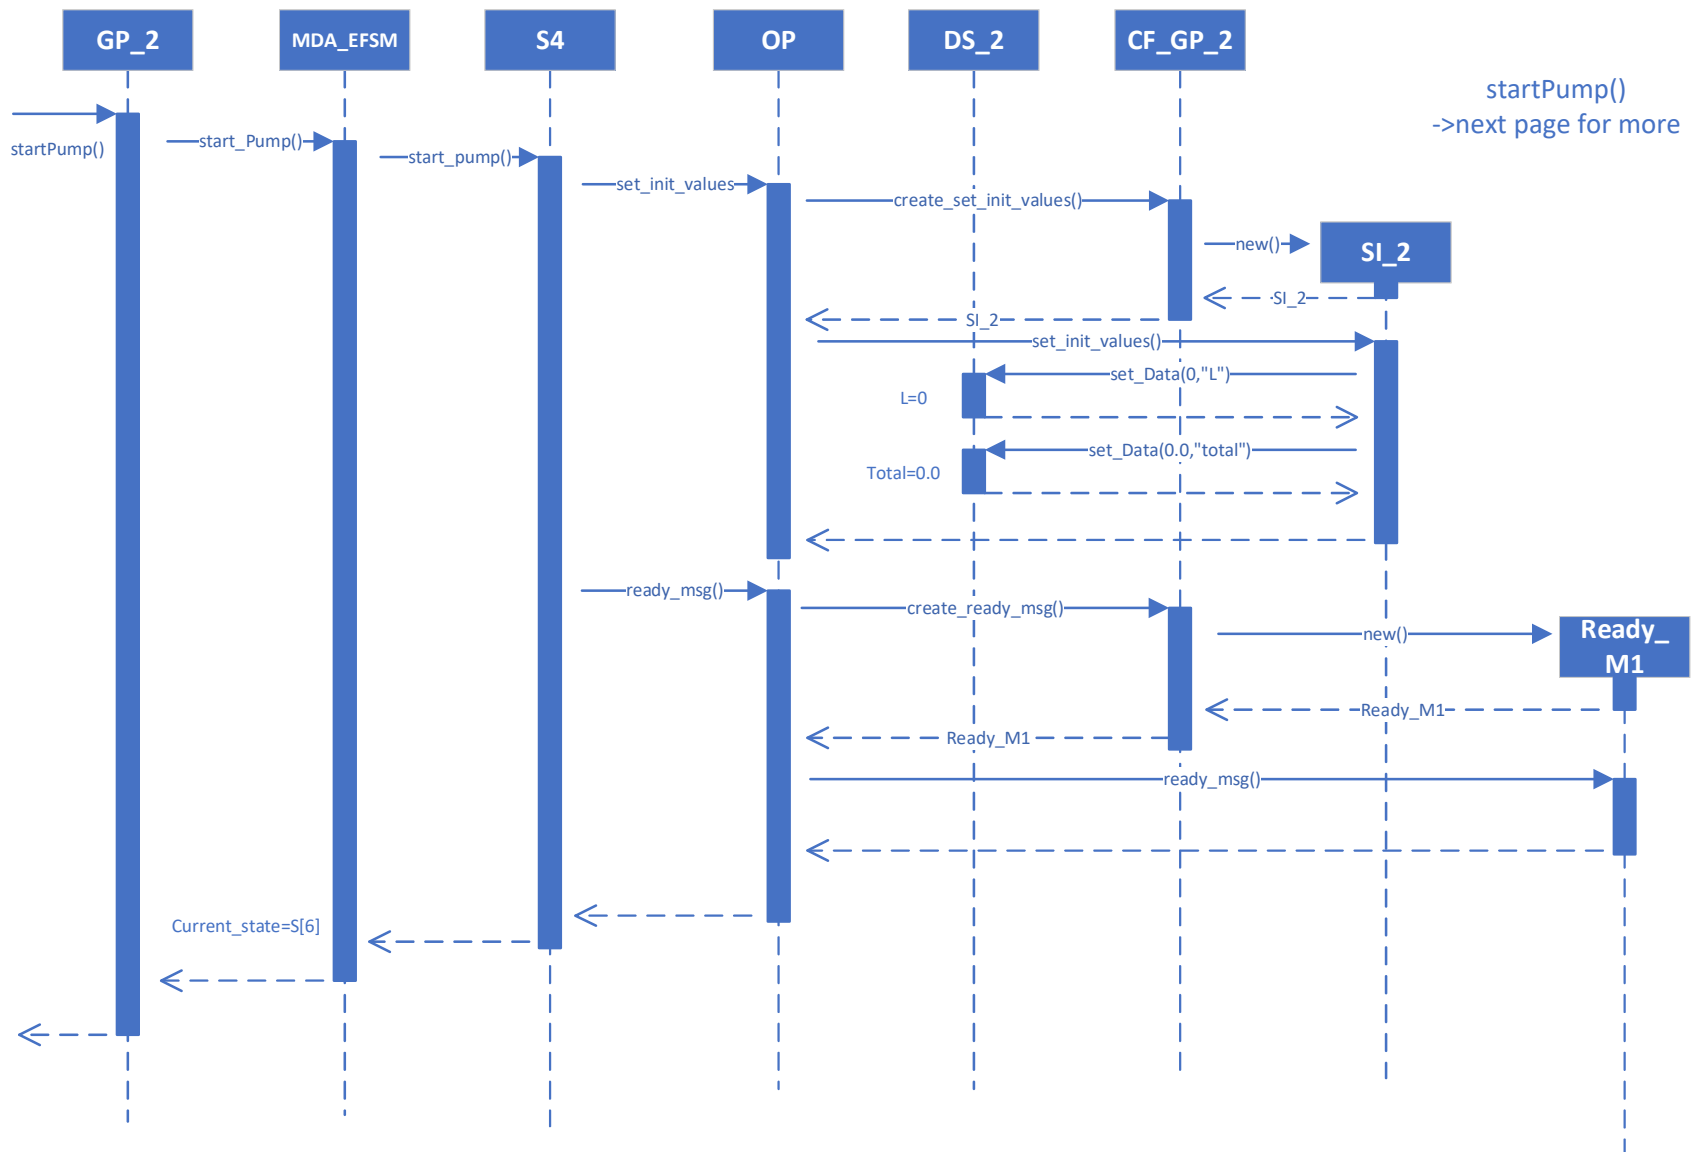 GP_2
MDA_EFSM
S4
OP
DS_2
CF_GP_2
startPump()
->next page for more
startPump()
start_Pump()
start_pump()
set_init_values
create_set_init_values()
new()
SI_2
SI_2
SI_2
set_init_values()
set_Data(0,"L")
L=0
set_Data(0.0,"total")
Total=0.0
ready_msg()
create_ready_msg()
new()
Ready_
M1
Ready_M1
Ready_M1
ready_msg()
Current_state=S[6]